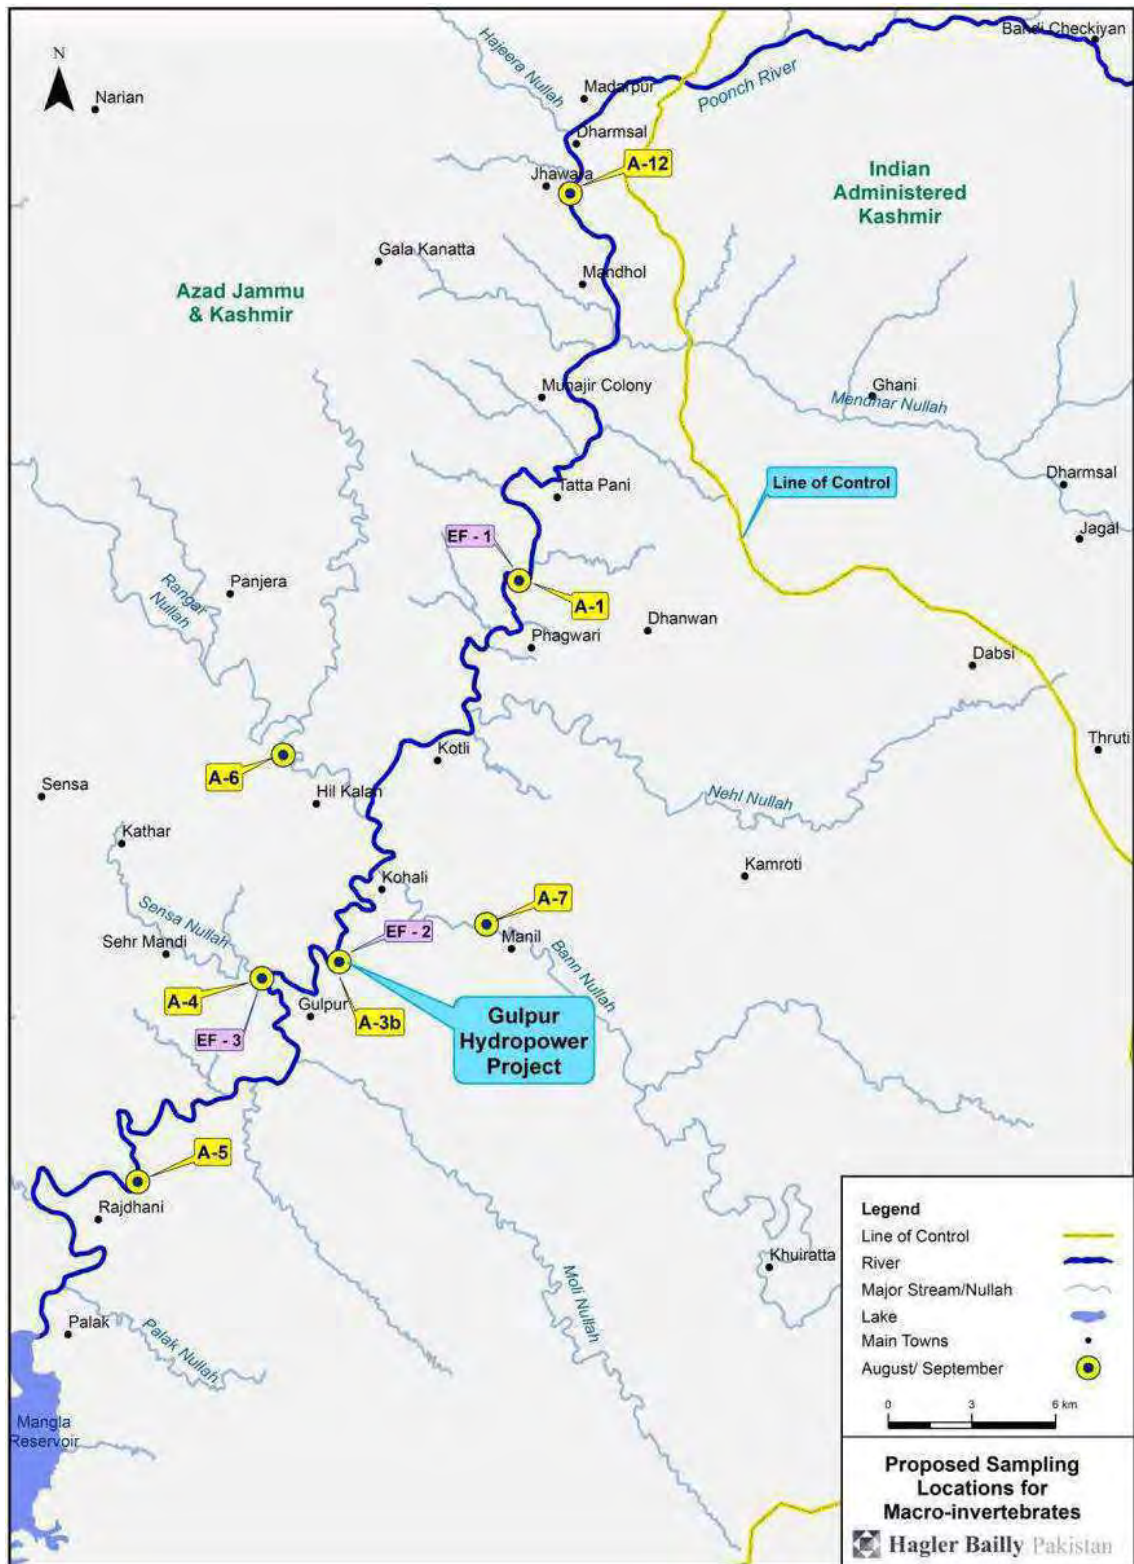 Bandi Checkiyan
Hajeera Nullah
N
Madarpur
Poonch River
Narian
Dharmsal
A-12
Jhawara
Indian
Administered
Kashmir
Gala Kanatta
Mandhol
Azad Jammu
& Kashmir
Muhajir Colony
Ghani
Mendhar Nullah
Tatta Pani
Line of Control
Dharmsal
EF - 1
Jagal
Rangar
Nullah
Panjera
A-1
Dhanwan
Phagwari
Dabsi
Kotli
Thruti
A-6
Sensa
Hil Kalan
Nehl Nullah
Kathar
Kamroti
Kohali
A-7
Sensa Nullah
EF - 2
Sehr Mandi
Manil
Bann Nullah
A-4
Gulpur
A-3b
EF - 3
Gulpur
Hydropower
Project
A-5
Rajdhani
Khuiratta
Moli Nullah
Palak
Palak Nullah
Mangla
Reservoir
Legend
Line of Control
River
Major Stream/Nullah
Lake
Main Towns
August/ September
0 3 6 km
Proposed Sampling
Locations for
Macro-invertebrates
Hagler Bailly Pakistan